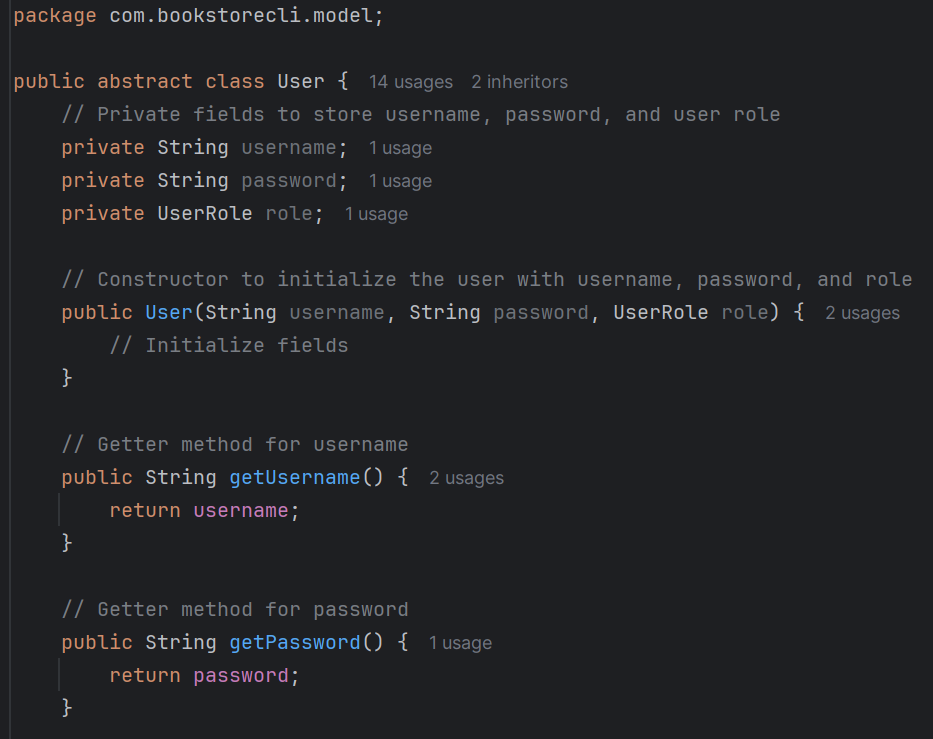 package com.bookstorecli.model;
public abstract class User { 14 usages 2 inheritors
// Private fields to store username, password, and user role
private String username; 1 usage
private String password; 1 usage
private UserRole role; 1 usage
// Constructor to initialize the user with username, password, and role
public User(String username, String password, UserRole role) { 2 usages
// Initialize fields
}
// Getter method for username
public String getUsername() { 2 usages
return username;
}
// Getter method for password
public String getPassword() { 1 usage
return password;
}